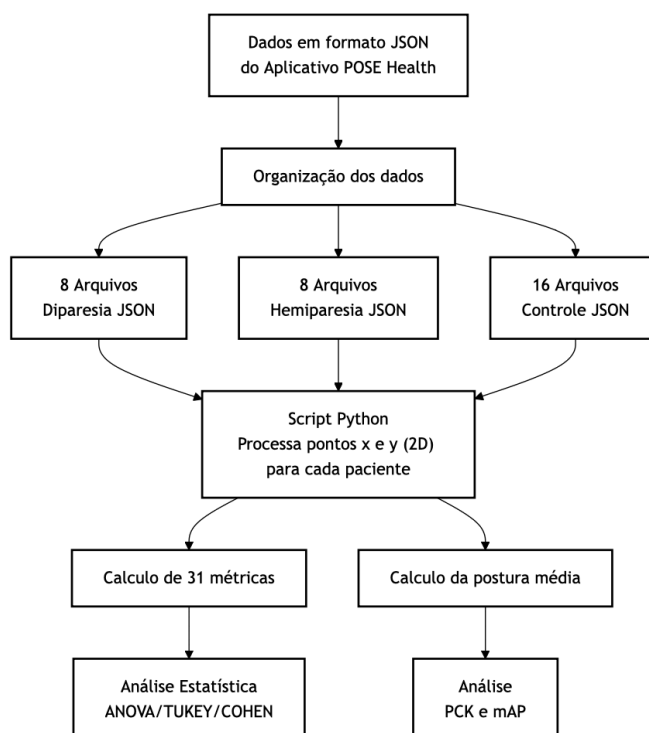 Dados em formato JSON
do Aplicativo POSE Health
Organização dos dados
8 Arquivos
Diparesia JSON
8 Arquivos
Hemiparesia JSON
16 Arquivos
Controle JSON
Script Python
Processa pontos x e y (2D)
para cada paciente
Calculo de 31 métricas
Calculo da postura média
Análise Estatística
ANOVA/TUKEY/COHEN
Análise
PCK e mAP